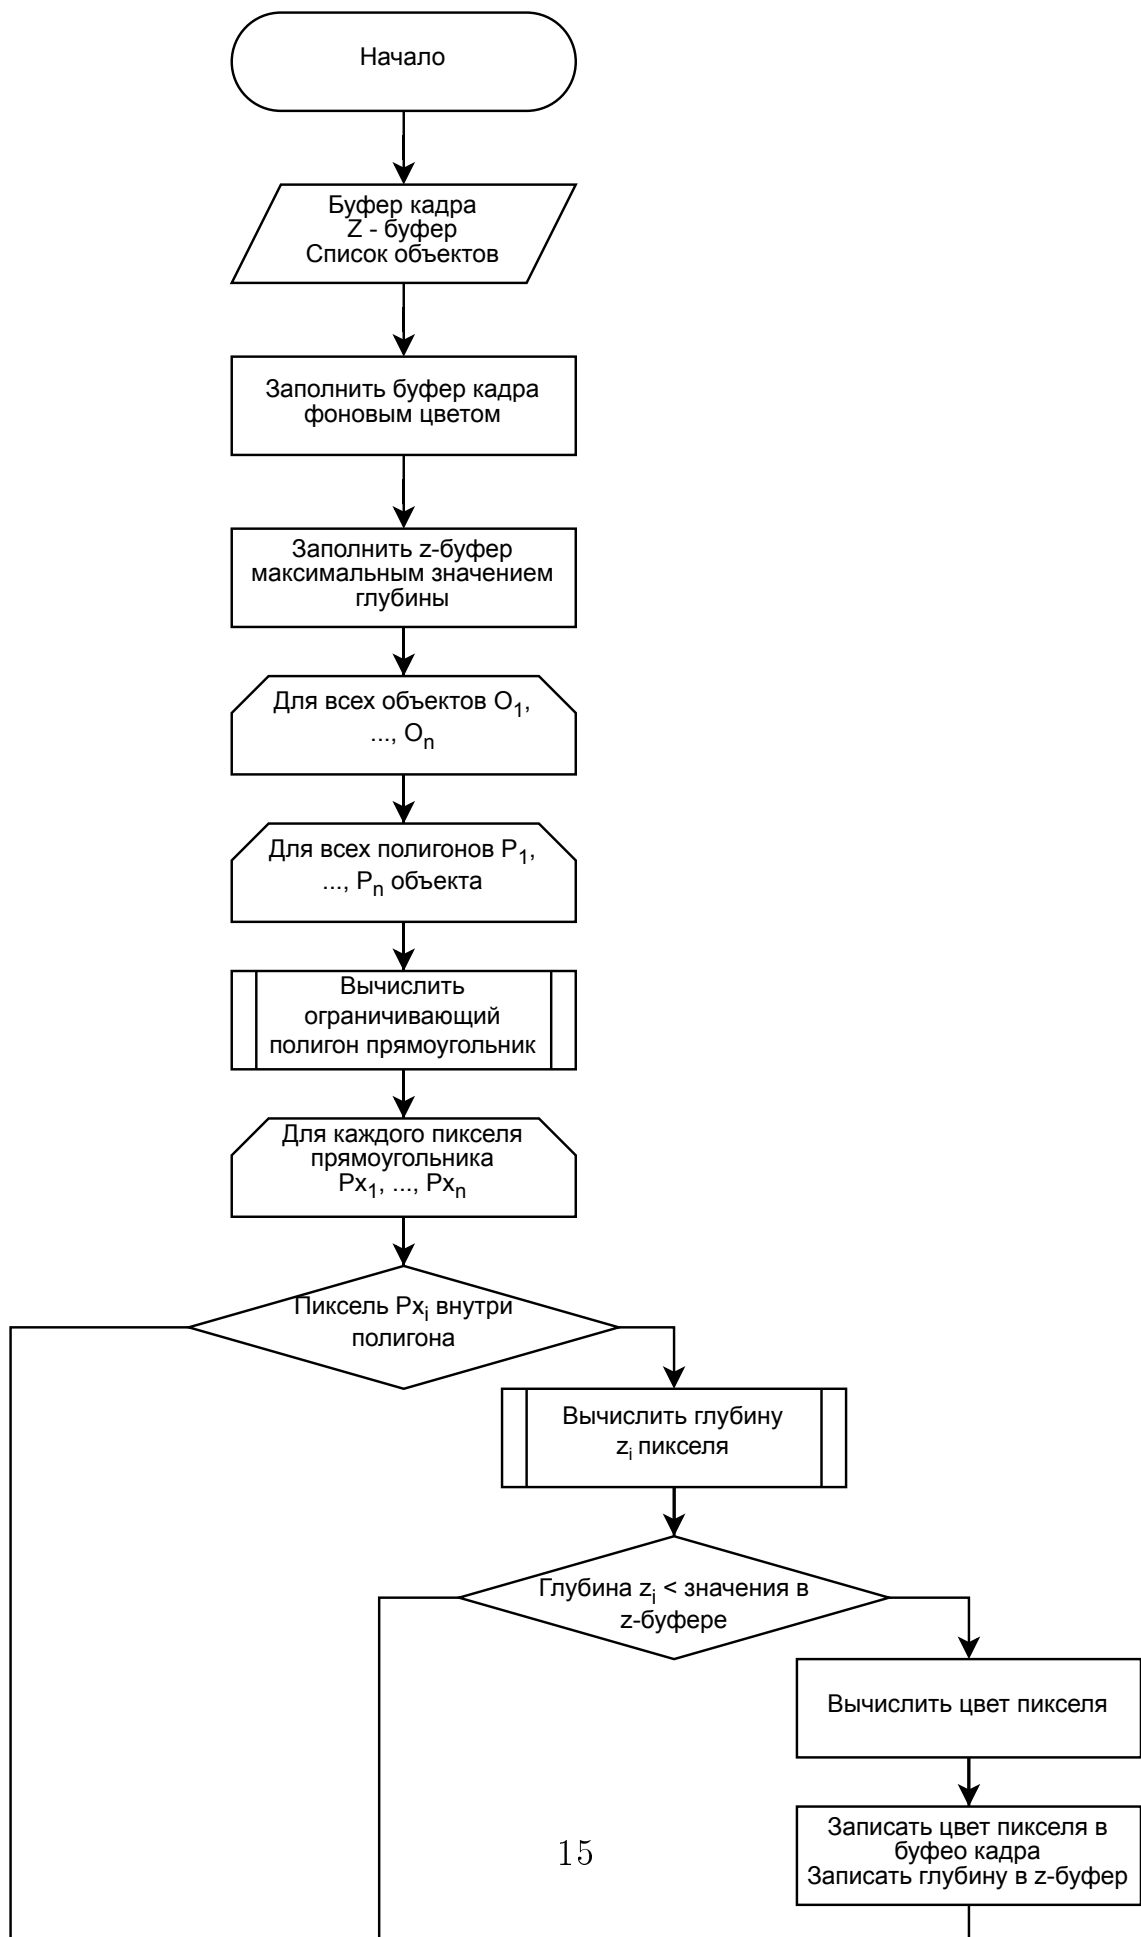 Начало
Буфер кадра
Z - буфер
Список объектов
Заполнить буфер кадра
фоновым цветом
Заполнить z-буфер
максимальным значением
глубины
Для всех объектов O₁,
..., Oₙ
Для всех полигонов P₁,
..., Pₙ объекта
Вычислить
ограничивающий
полигон прямоугольник
Для каждого пикселя
прямоугольника
Px₁, ..., Pxₙ
Пиксель Pxᵢ внутри
полигона
Вычислить глубину
zᵢ пикселя
Глубина zᵢ < значения в
z-буфере
Вычислить цвет пикселя
Записать цвет пикселя в
буфео кадра
Записать глубину в z-буфер
15